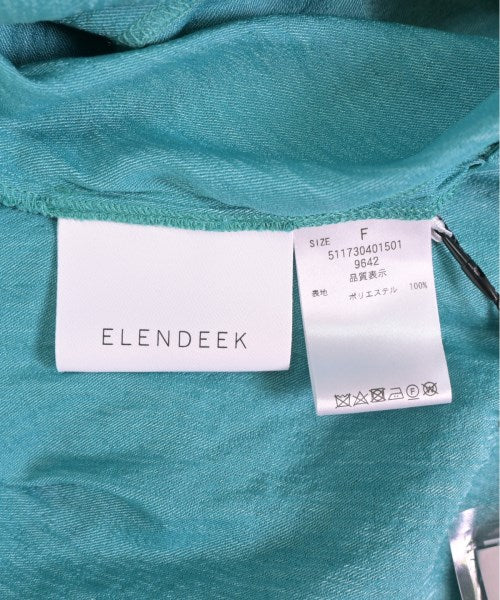 ELENDEEK
SIZE F
511730401501
9642
品質表示
表地 ポリエステル 100%